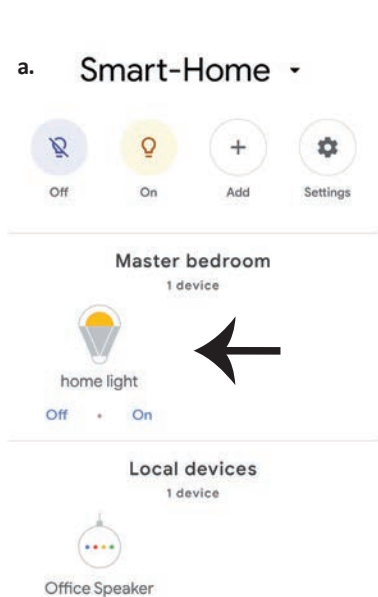 a. Smart-Home
Off On Add Settings
Master bedroom
1 device
home light
Off • On
Local devices
1 device
Office Speaker